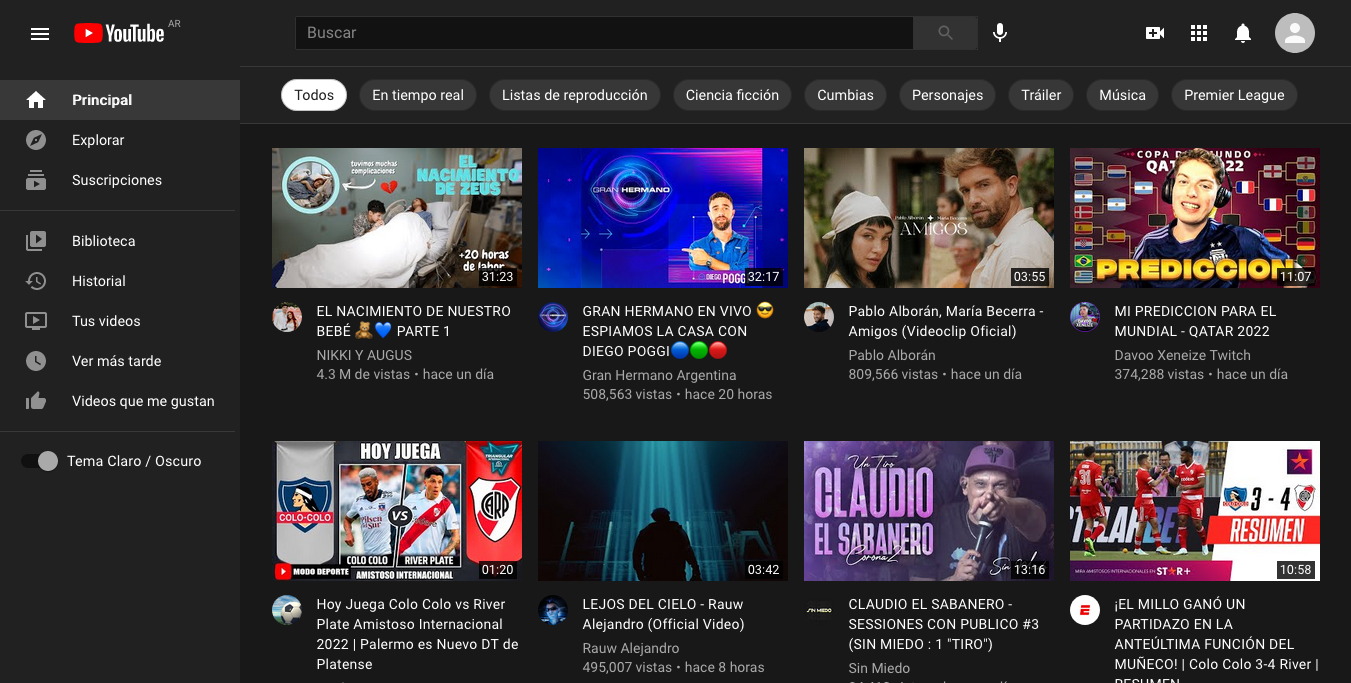 YouTube AR
Buscar
Principal
Explorar
Suscripciones
Biblioteca
Historial
Tus videos
Ver más tarde
Videos que me gustan
Tema Claro / Oscuro
Todos
En tiempo real
Listas de reproducción
Ciencia ficción
Cumbias
Personajes
Tráiler
Música
Premier League
tuvimos muchas
complicaciones
EL
NACIMIENTO
DE ZEUS
+20 horas
de labor
31:23
EL NACIMIENTO DE NUESTRO
BEBÉ 🧸💙 PARTE 1
NIKKI Y AUGUS
4.3 M de vistas • hace un día
GRAN HERMANO
DIEGO POGGI
32:17
GRAN HERMANO EN VIVO 😎
ESPIAMOS LA CASA CON
DIEGO POGGI🔵🟢🔴
Gran Hermano Argentina
508,563 vistas • hace 20 horas
Pablo Alborán ✦ María Becerra
AMIGOS
03:55
Pablo Alborán, María Becerra -
Amigos (Videoclip Oficial)
Pablo Alborán
809,566 vistas • hace un día
COPA DEL MUNDO
QATAR 2022
PREDICCION
11:07
MI PREDICCION PARA EL
MUNDIAL - QATAR 2022
Davoo Xeneize Twitch
374,288 vistas • hace un día
HOY JUEGA
COLO-COLO
VS
CARP
COLO COLO
RIVER PLATE
MODO DEPORTE
AMISTOSO INTERNACIONAL
01:20
Hoy Juega Colo Colo vs River
Plate Amistoso Internacional
2022 | Palermo es Nuevo DT de
Platense
03:42
LEJOS DEL CIELO - Rauw
Alejandro (Official Video)
Rauw Alejandro
495,007 vistas • hace 8 horas
Un Tiro
CLAUDIO
EL SABANERO
13:16
SIN MIEDO
CLAUDIO EL SABANERO -
SESSIONES CON PUBLICO #3
(SIN MIEDO : 1 "TIRO")
Sin Miedo
3 - 4
RESUMEN
MIRA AMISTOSOS INTERNACIONALES EN STAR+
10:58
¡EL MILLO GANÓ UN
PARTIDAZO EN LA
ANTEÚLTIMA FUNCIÓN DEL
MUÑECO! | Colo Colo 3-4 River |
RESUMEN